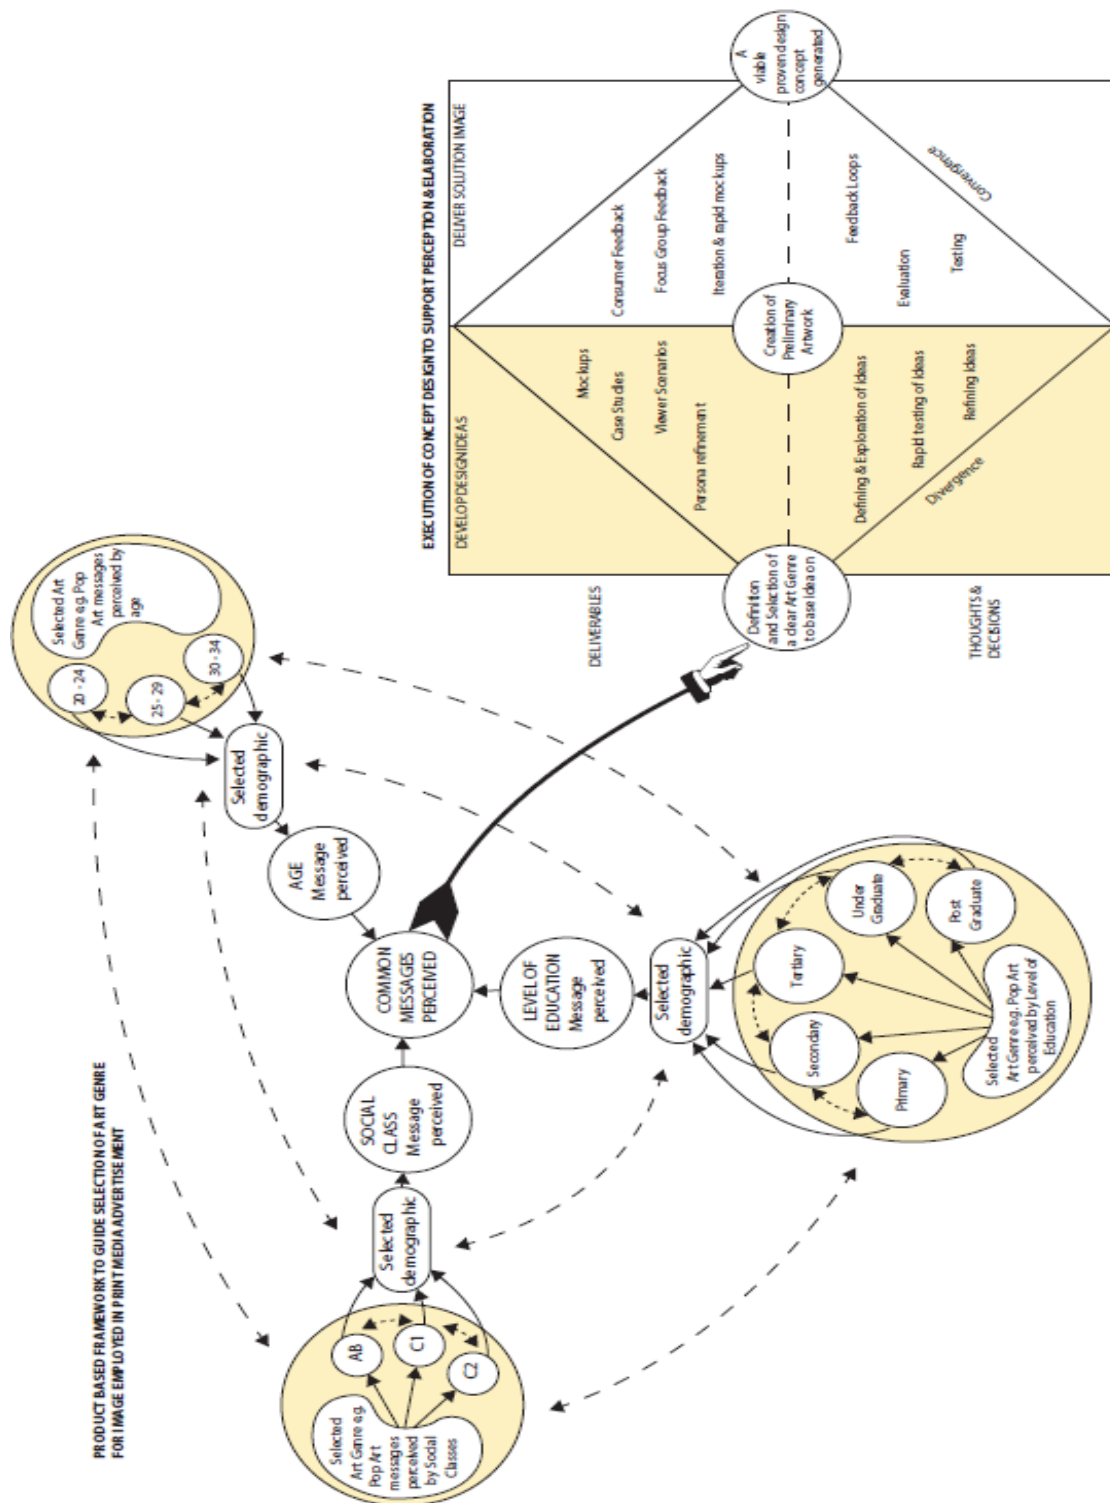 PRODUCT BASED FRAMEWORK TO GUIDE SELECTION OF ART GENRE
FOR IMAGE EMPLOYED IN PRINT MEDIA ADVERTISEMENT
Selected
Art Genre e.g.
Pop Art
messages
perceived
by Social
Classes
AB
C1
C2
Selected
demographic
SOCIAL
CLASS
Message
perceived
COMMON
MESSAGES
PERCEIVED
AGE
Message
perceived
Selected
demographic
20 - 24
25 - 29
30 - 34
Selected Art
Genre e.g. Pop
Art messages
perceived by
age
LEVEL OF
EDUCATION
Message
perceived
Selected
demographic
Primary
Secondary
Tertiary
Under
Graduate
Post
Graduate
Selected
Art Genre e.g. Pop Art
perceived by Level of
Education
EXECUTION OF CONCEPT DESIGN TO SUPPORT PERCEPTION & ELABORATION
DEVELOP DESIGN IDEAS
DELIVER SOLUTION IMAGE
DELIVERABLES
Mockups
Case Studies
Viewer Scenarios
Persona refinement
Consumer Feedback
Focus Group Feedback
Iteration & rapid mockups
Definition
and Selection of
a clear Art Genre
to base idea on
Creation of
Preliminary
Artwork
A
viable
proven design
concept
generated
THOUGHTS &
DECISIONS
Defining & Exploration of ideas
Rapid testing of ideas
Refining ideas
Divergence
Feedback Loops
Evaluation
Testing
Convergence